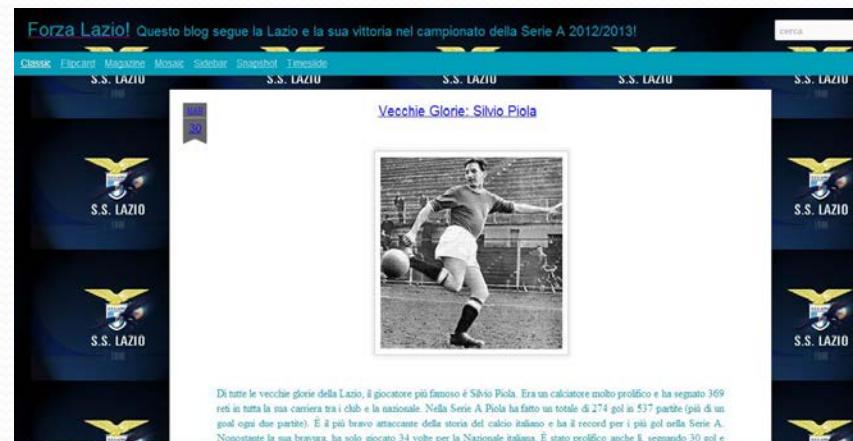 Forza Lazio! Questo blog segue la Lazio e la sua vittoria nel campionato della Serie A 2012/2013!
cerca
Classic Flipcard Magazine Mosaic Sidebar Snapshot Timeslide
S.S. LAZIO S.S. LAZIO S.S. LAZIO S.S. LAZIO S.S. LAZIO
MAR
30
Vecchie Glorie: Silvio Piola
S.S. LAZIO S.S. LAZIO
S.S. LAZIO S.S. LAZIO
Di tutte le vecchie glorie della Lazio, il giocatore più famoso è Silvio Piola. Era un calciatore molto prolifico e ha segnato 369
reti in tutta la sua carriera tra i club e la nazionale. Nella Serie A Piola ha fatto un totale di 274 gol in 537 partite (più di un
goal ogni due partite). È il più bravo attaccante della storia del calcio italiano e ha il record per i più gol nella Serie A.
Nonostante la sua bravura, ha solo giocato 34 volte per la Nazionale italiana. È stato prolifico anche lì, segnando 30 gol e